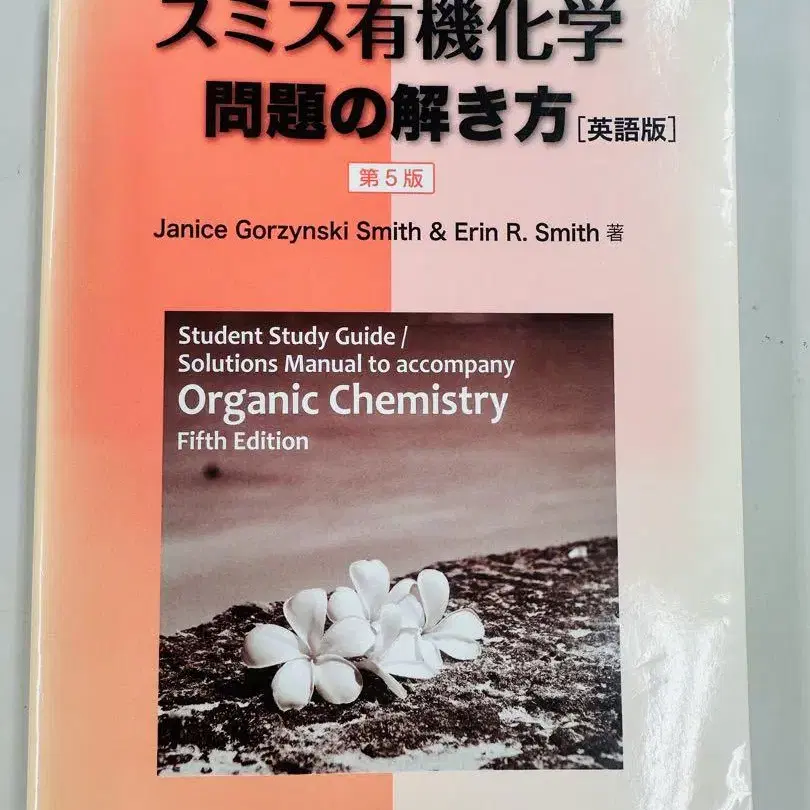 スミス有機化学
問題の解き方[英語版]
第5版
Janice Gorzynski Smith & Erin R. Smith 著
Student Study Guide /
Solutions Manual to accompany
Organic Chemistry
Fifth Edition